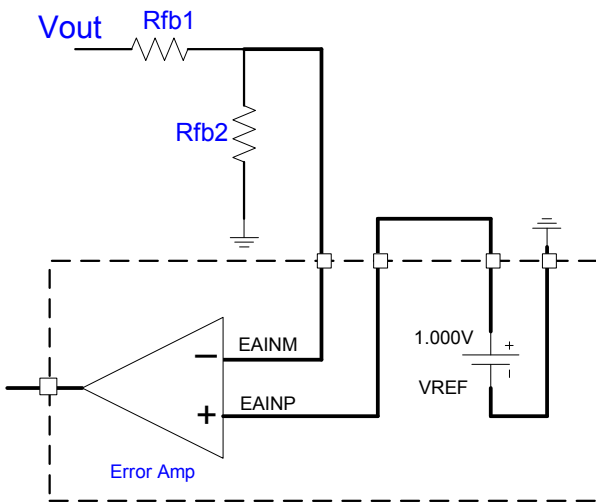 Vout
Rfb1
Rfb2
1.000V
+
VREF
-
EAINM
−
EAINP
+
Error Amp